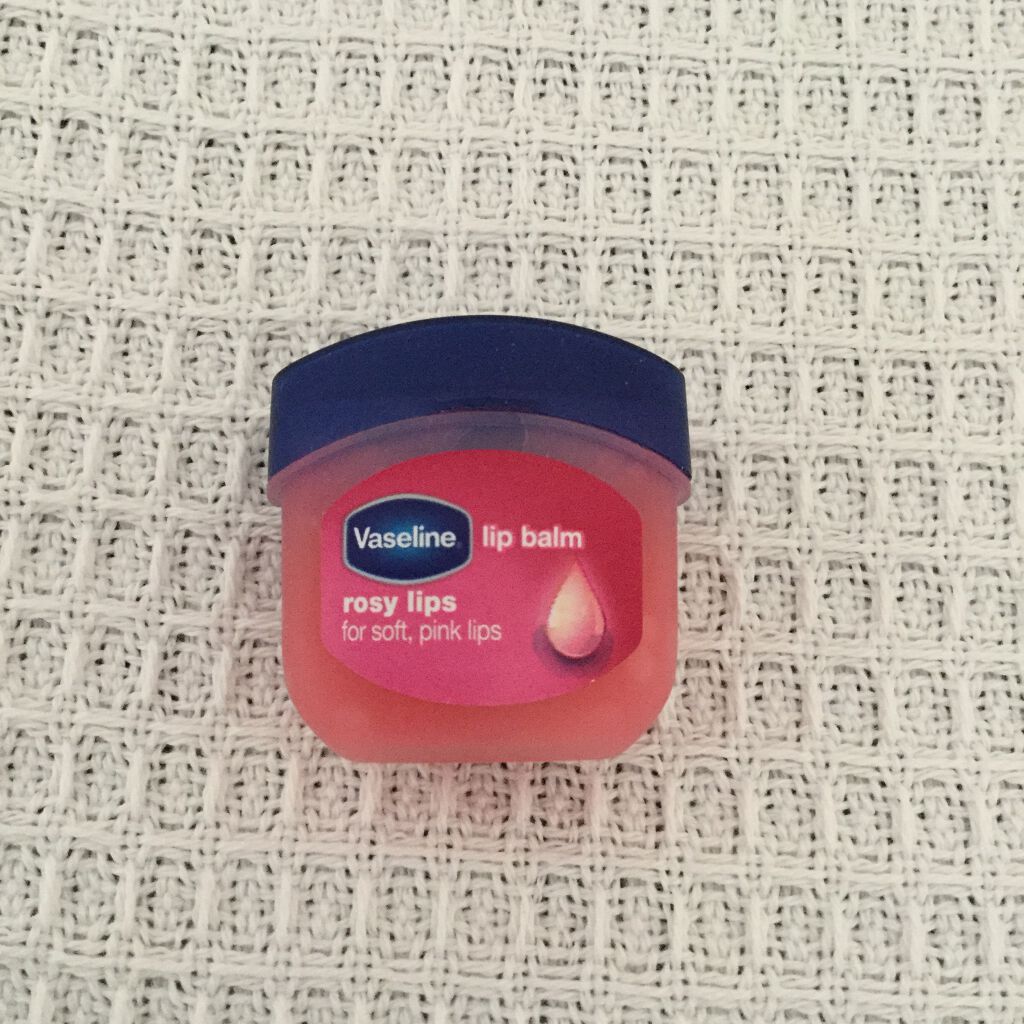 Vaseline lip balm
rosy lips
for soft, pink lips